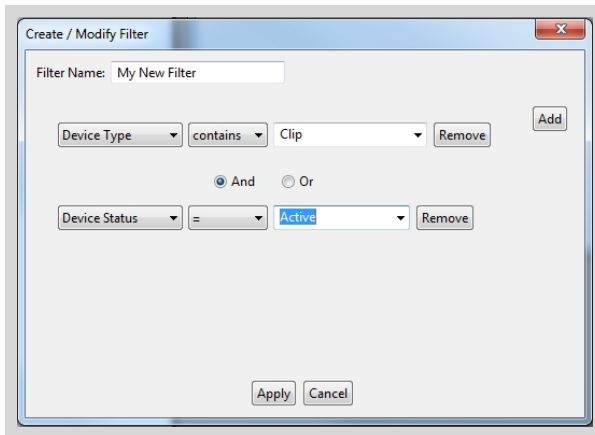 Create / Modify Filter
Filter Name: My New Filter
Add
Device Type contains Clip Remove
And Or
Device Status = Active Remove
Apply Cancel